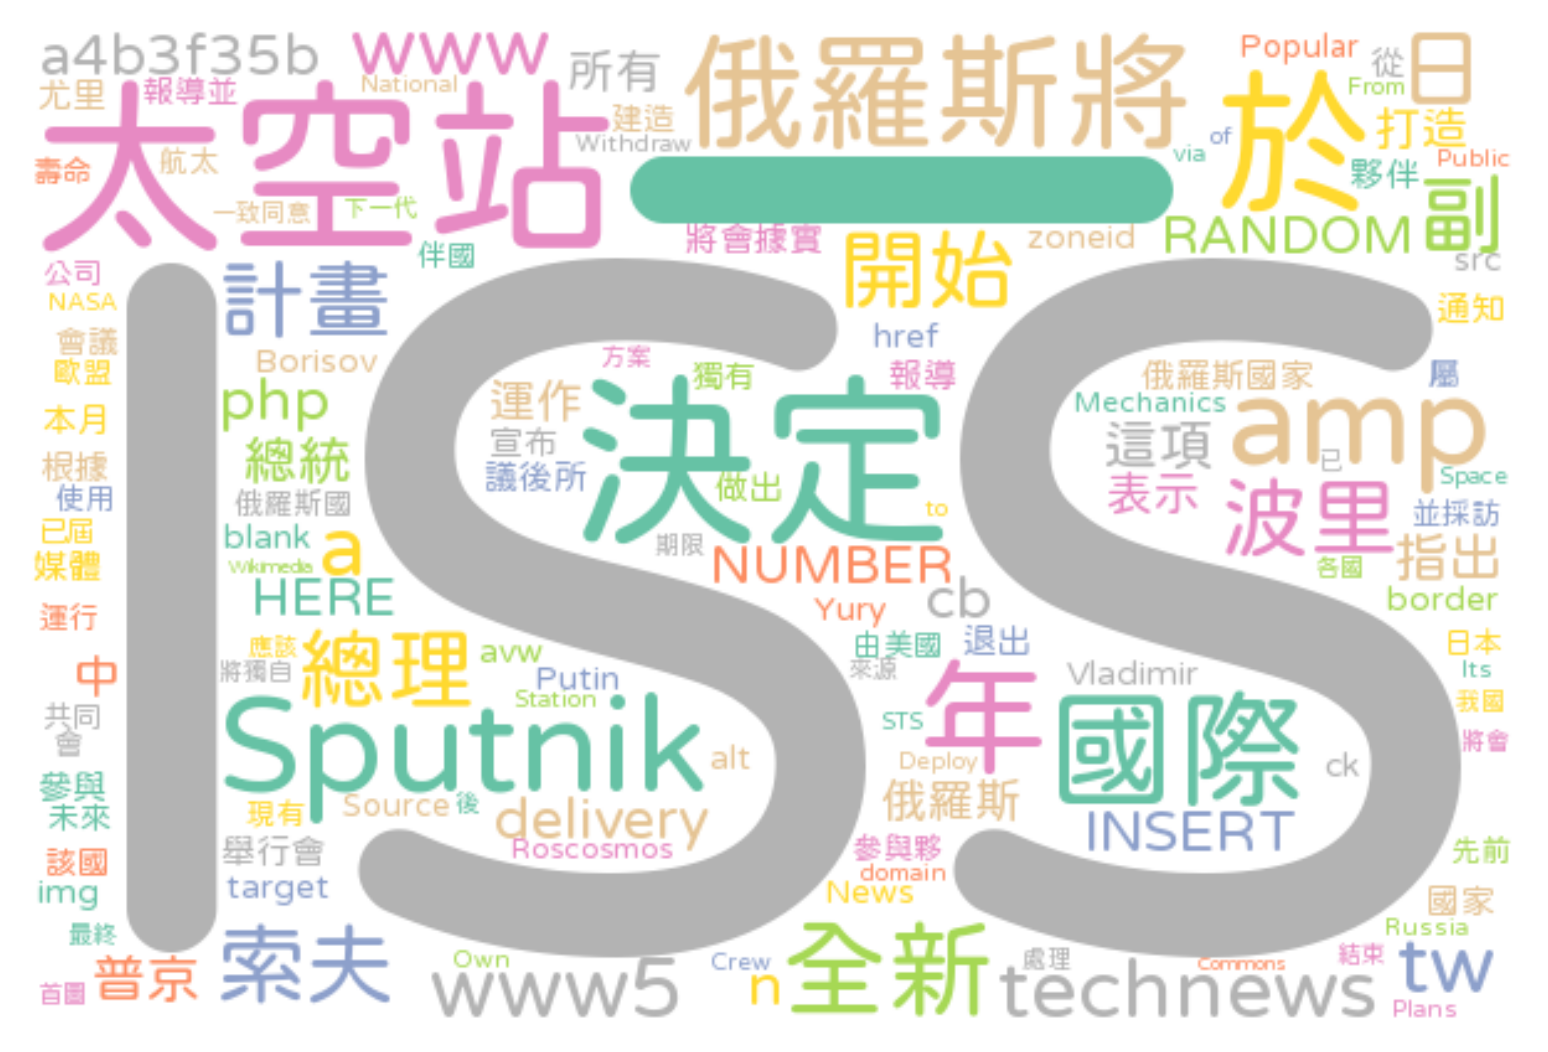 a4b3f35b
www
所有
俄羅斯將
Popular
從
日
尤里
報導並
National
From
太空站
建造
Withdraw
於
打造
壽命
航太
一
via
of
夥伴
Public
一致同意
下一代
副
伴國
將會據實
zoneid
RANDOM
src
公司
計畫
開始
NASA
ISS
通知
會議
Borisov
href
歐盟
方案
獨有
報導
俄羅斯國家
屬
php
運作
決定
Mechanics
amp
本月
總統
宣布
這項
已
根據
議後所
做出
表示
Space
使用
俄羅斯國
to
波里
並採訪
已屆
blank
a
期限
NUMBER
指出
媒體
Wikimedia
各國
HERE
cb
border
運行
Yury
應該
總理
avw
由美國
退出
日本
中
將獨自
Putin
來源
Vladimir
Its
Station
年
我國
共同
Sputnik
STS
國際
將會
會
alt
Deploy
ck
參與
現有
Source
後
delivery
俄羅斯
未來
INSERT
舉行會
Roscosmos
參與夥
先前
該國
target
domain
img
News
國家
最終
索夫
Own
Crew
全新
處理
Commons
結束
Russia
首圖
普京
www5
n
technews
tw
Plans